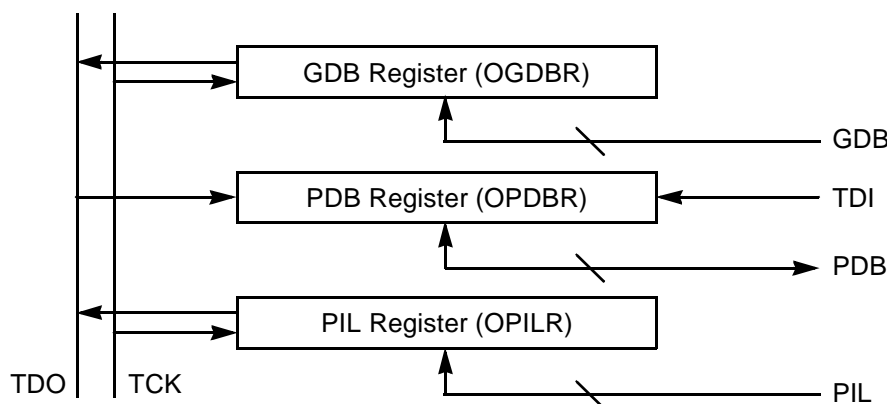 GDB Register (OGDBR)
GDB
PDB Register (OPDBR)
TDI
PDB
PIL Register (OPILR)
TDO
TCK
PIL